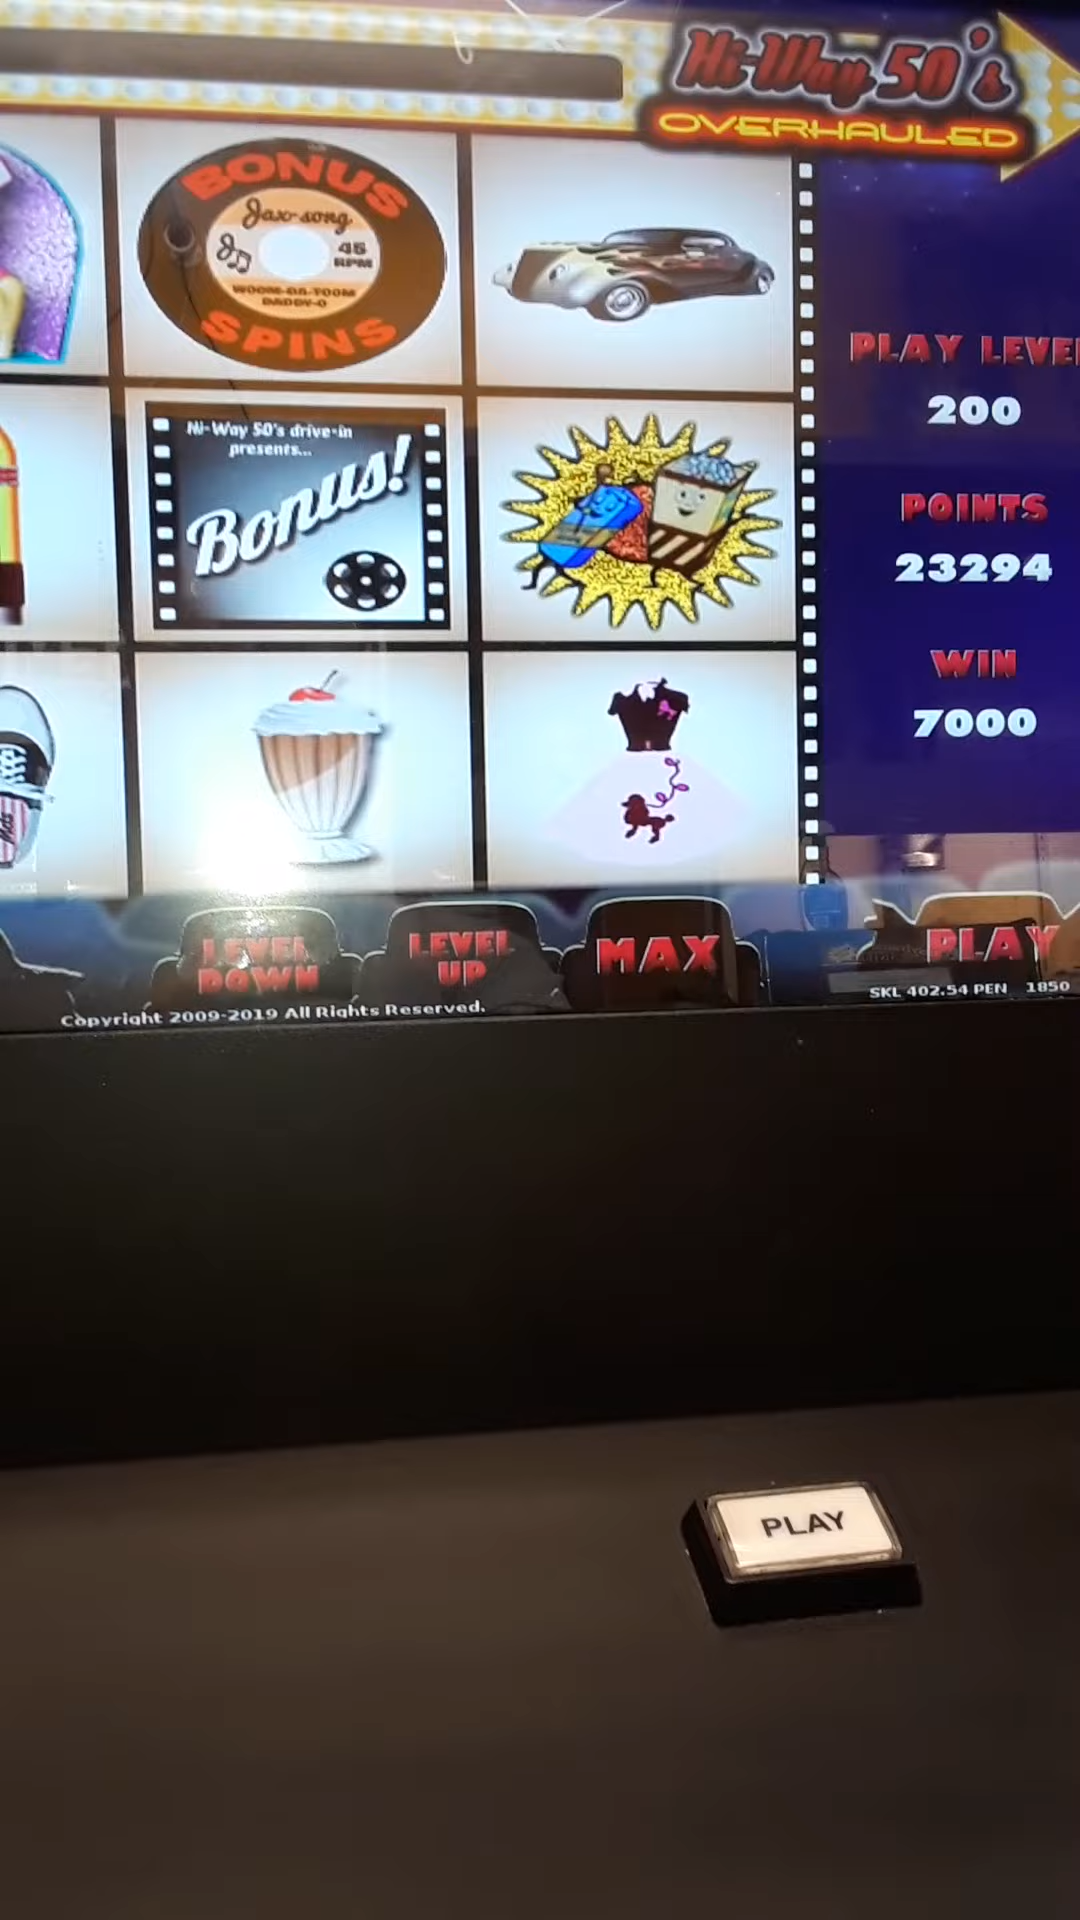 Hi-Way 50's
OVERHAULED
BONUS
Jax-song
45
RPM
WOOM-DA-TOOM
DADDY-O
SPINS
PLAY LEVEL
200
Hi-Way 50's drive-in
presents...
Bonus!
POINTS
23294
WIN
7000
LEVEL
DOWN
LEVEL
UP
MAX
PLAY
SKL 402.54 PEN 1850
Copyright 2009-2019 All Rights Reserved.
PLAY